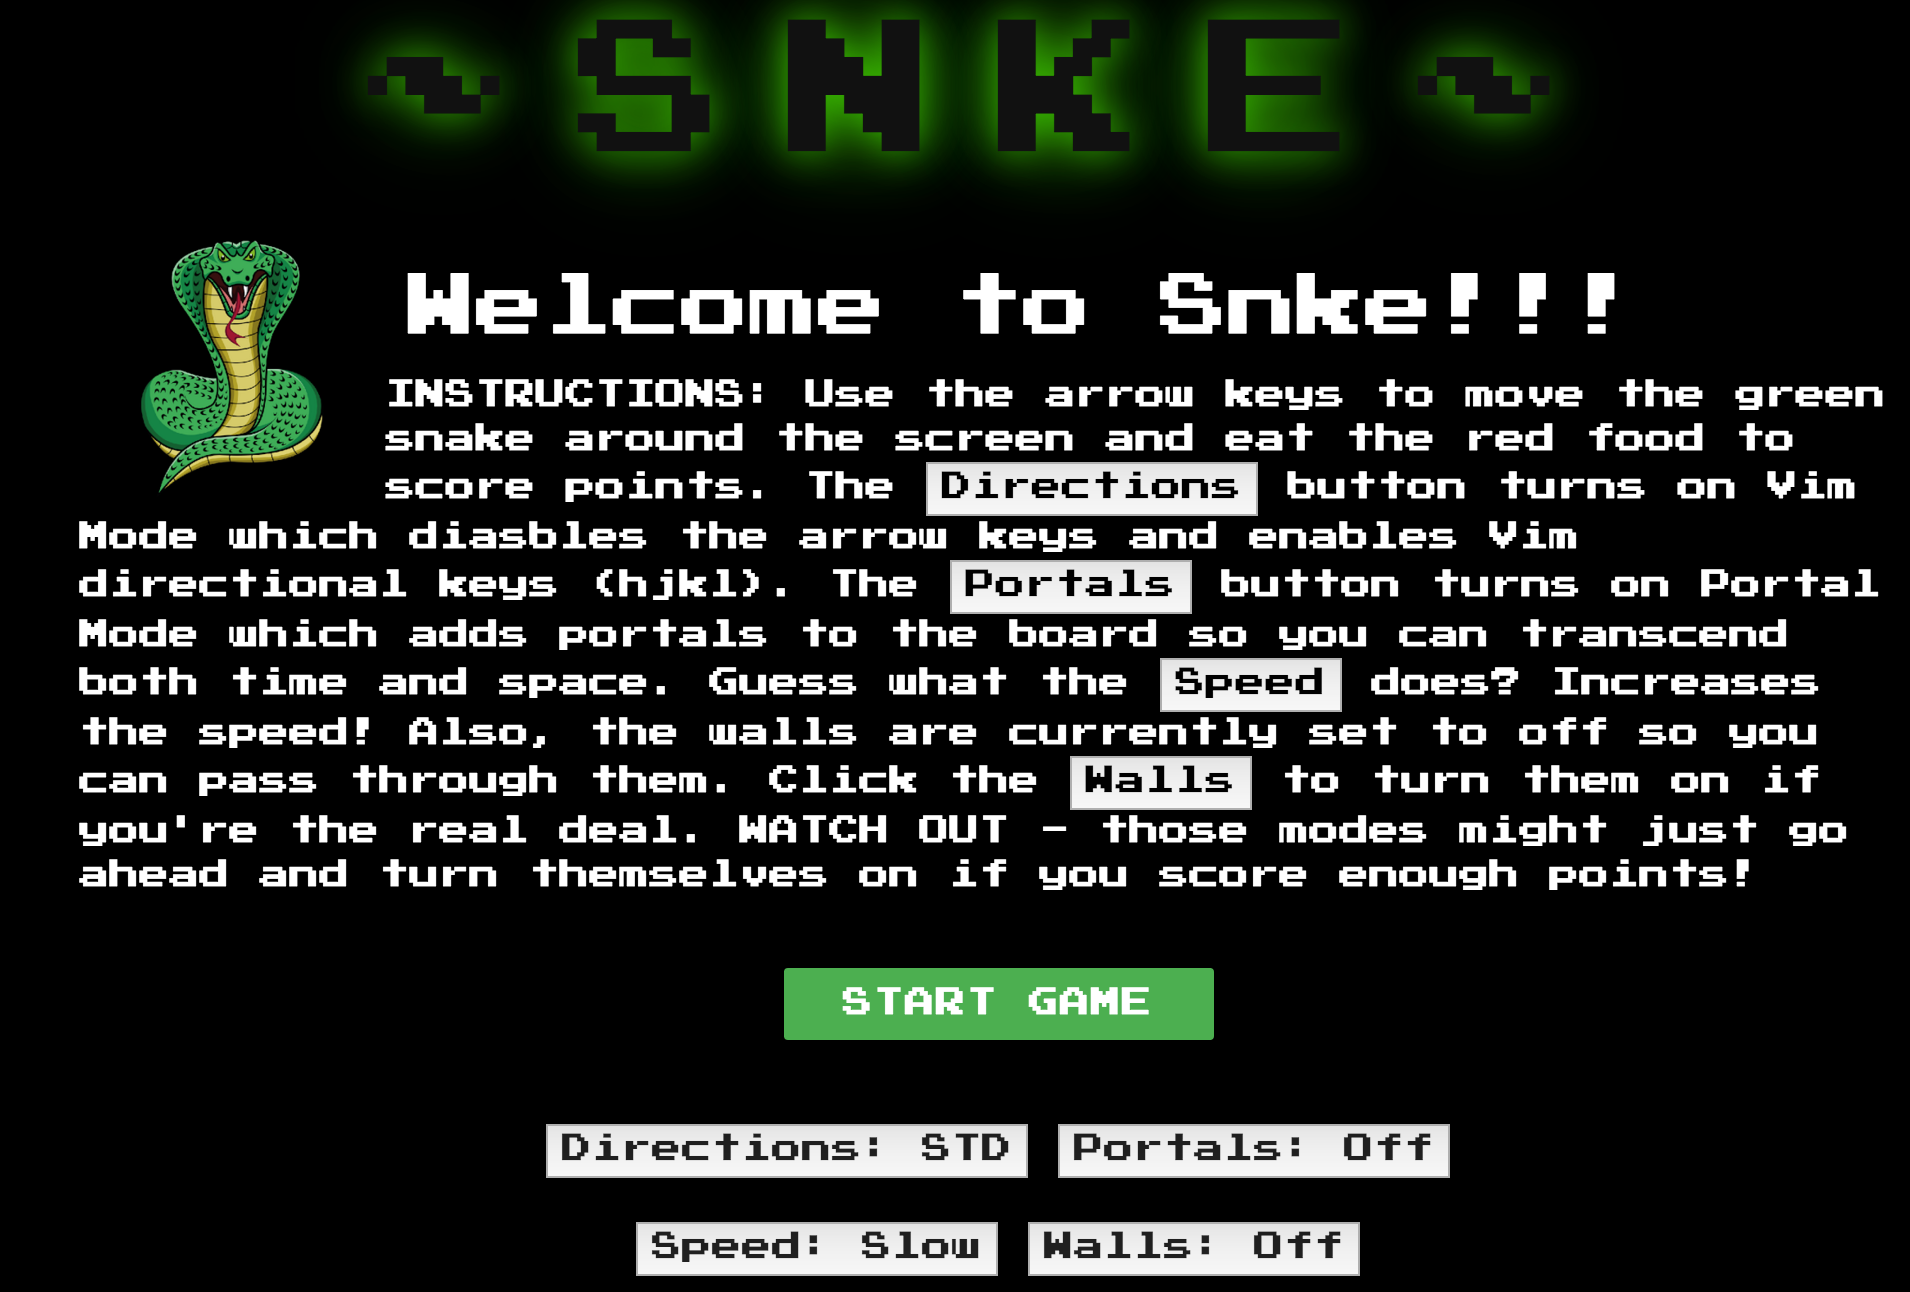 ~SNKE~
Welcome to Snke!!!
INSTRUCTIONS: Use the arrow keys to move the green
snake around the screen and eat the red food to
score points. The Directions button turns on Vim
Mode which diasbles the arrow keys and enables Vim
directional keys (hjkl). The Portals button turns on Portal
Mode which adds portals to the board so you can transcend
both time and space. Guess what the Speed does? Increases
the speed! Also, the walls are currently set to off so you
can pass through them. Click the Walls to turn them on if
you're the real deal. WATCH OUT - those modes might just go
ahead and turn themselves on if you score enough points!
START GAME
Directions: STD Portals: Off
Speed: Slow Walls: Off